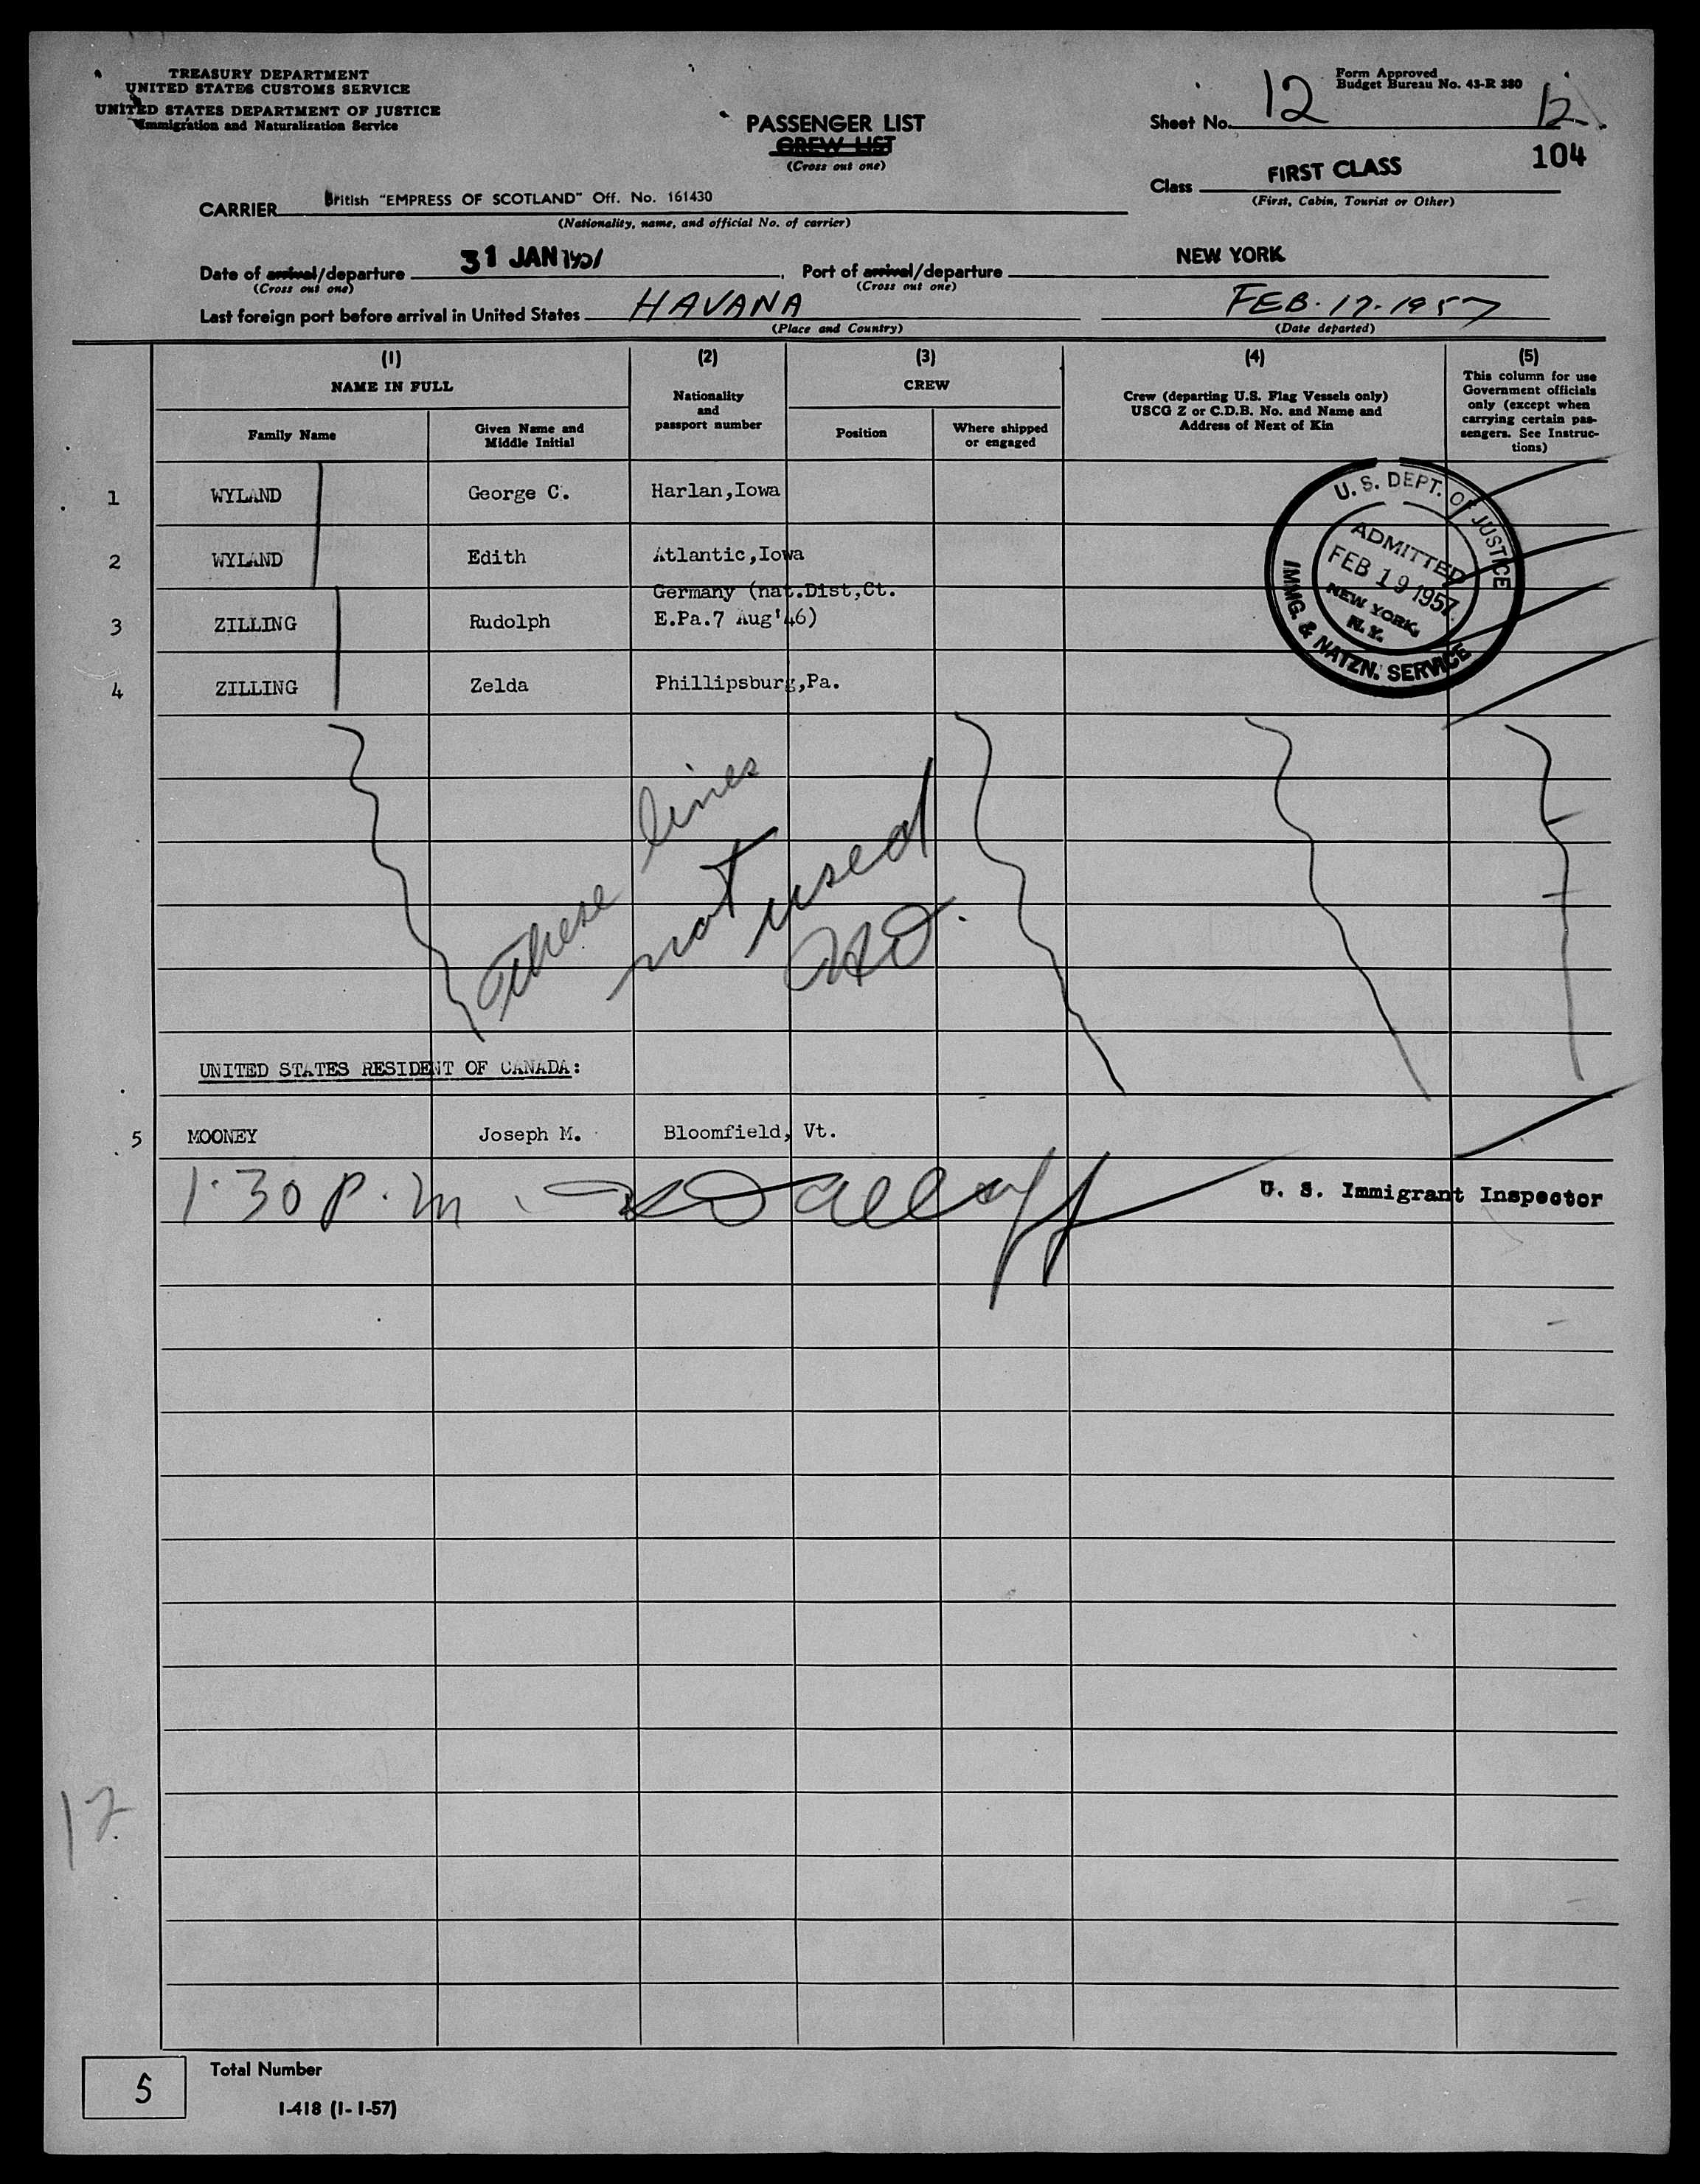 TREASURY DEPARTMENT
UNITED STATES CUSTOMS SERVICE
UNITED STATES DEPARTMENT OF JUSTICE
Immigration and Naturalization Service
Form Approved
Budget Bureau No. 43-R 380
PASSENGER LIST
CREW LIST
(Cross out one)
Sheet No. 12
12
104
Class FIRST CLASS
(First, Cabin, Tourist or Other)
CARRIER British "EMPRESS OF SCOTLAND" Off. No. 161430
(Nationality, name, and official No. of carrier)
Date of arrival/departure 31 JAN 1957, Port of arrival/departure NEW YORK
(Cross out one) (Cross out one)
Last foreign port before arrival in United States HAVANA FEB. 17. 1957
(Place and Country) (Date departed)
(1) (2) (3) (4) (5)
NAME IN FULL
Family Name
Given Name and
Middle Initial
Nationality
and
passport number
CREW
Position
Where shipped
or engaged
Crew (departing U.S. Flag Vessels only)
USCG Z or C.D.B. No. and Name and
Address of Next of Kin
This column for use
Government officials
only (except when
carrying certain pas-
sengers. See Instruc-
tions)
1 WYLAND George C. Harlan,Iowa
2 WYLAND Edith Atlantic,Iowa
Germany (nat.Dist,Ct.
3 ZILLING Rudolph E.Pa.7 Aug'46)
4 ZILLING Zelda Phillipsburg,Pa.
U. S. DEPT. OF JUSTICE
ADMITTED
FEB 19 1957
NEW YORK,
N. Y.
IMMG. & NATZN. SERVICE
These lines
not used
UNITED STATES RESIDENT OF CANADA:
5 MOONEY Joseph M. Bloomfield, Vt.
1:30 P.M.
U. S. Immigrant Inspector
12
5 Total Number
I-418 (1-1-57)